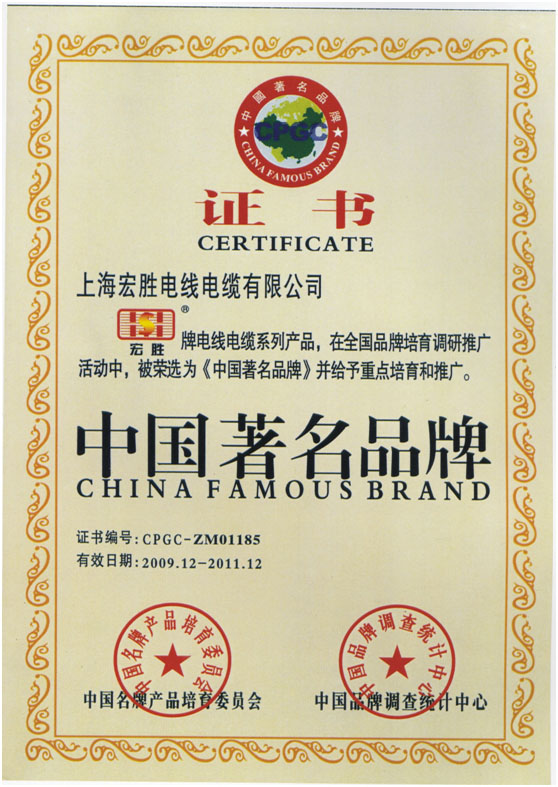 中國著名品牌
CPGC
CHINA FAMOUS BRAND
证书
CERTIFICATE
上海宏胜电线电缆有限公司
宏胜
®
牌电线电缆系列产品，在全国品牌培育调研推广
活动中，被荣选为《中国著名品牌》并给予重点培育和推广。
中国著名品牌
CHINA FAMOUS BRAND
证书编号:CPGC-ZM01185
有效日期:2009.12-2011.12
中国名牌产品培育委员会
中国品牌调查统计中心
中国名牌产品培育委员会
中国品牌调查统计中心